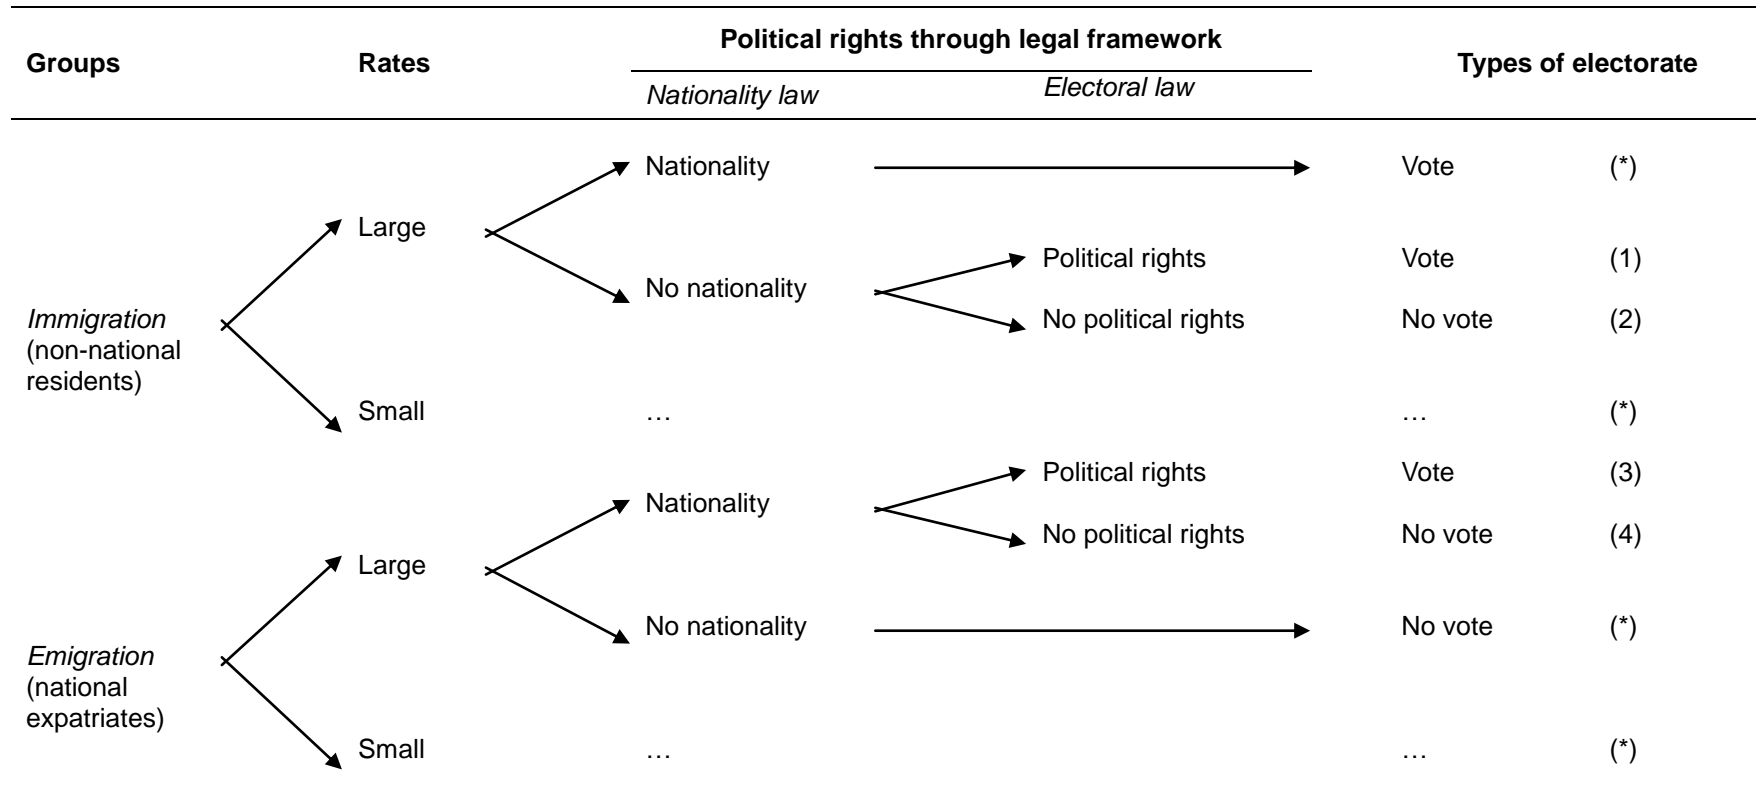 Groups Rates Political rights through legal framework Types of electorate
Nationality law Electoral law
Nationality Vote (*)
Large
Political rights Vote (1)
No nationality
Immigration No political rights No vote (2)
(non-national
residents)
Small … … (*)
Political rights Vote (3)
Nationality
No political rights No vote (4)
Large
No nationality No vote (*)
Emigration
(national
expatriates)
Small … … (*)